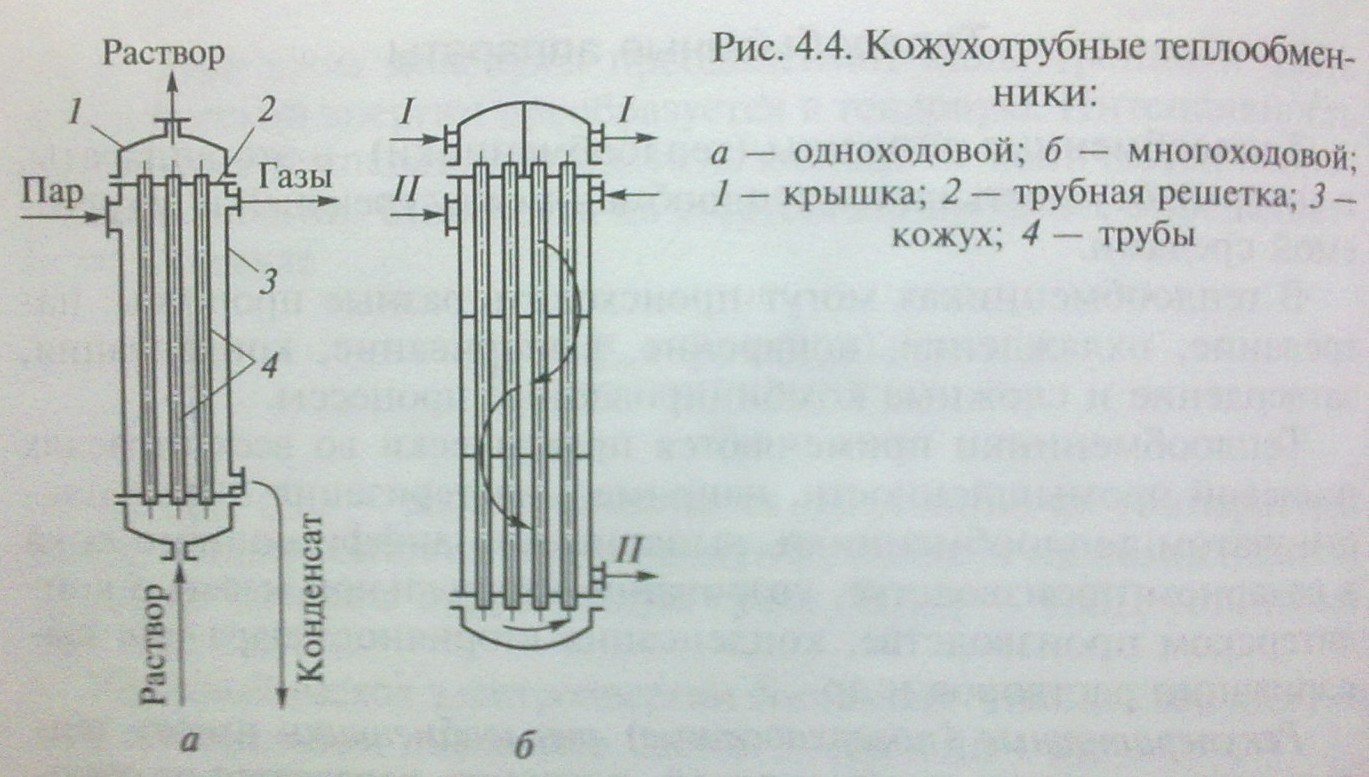 Рис. 4.4. Кожухотрубные теплообмен-
ники:
а — одноходовой; б — многоходовой;
1 — крышка; 2 — трубная решетка; 3 —
кожух; 4 — трубы
Раствор
1
2
Пар
Газы
3
4
Раствор
Конденсат
а
I
I
II
II
б